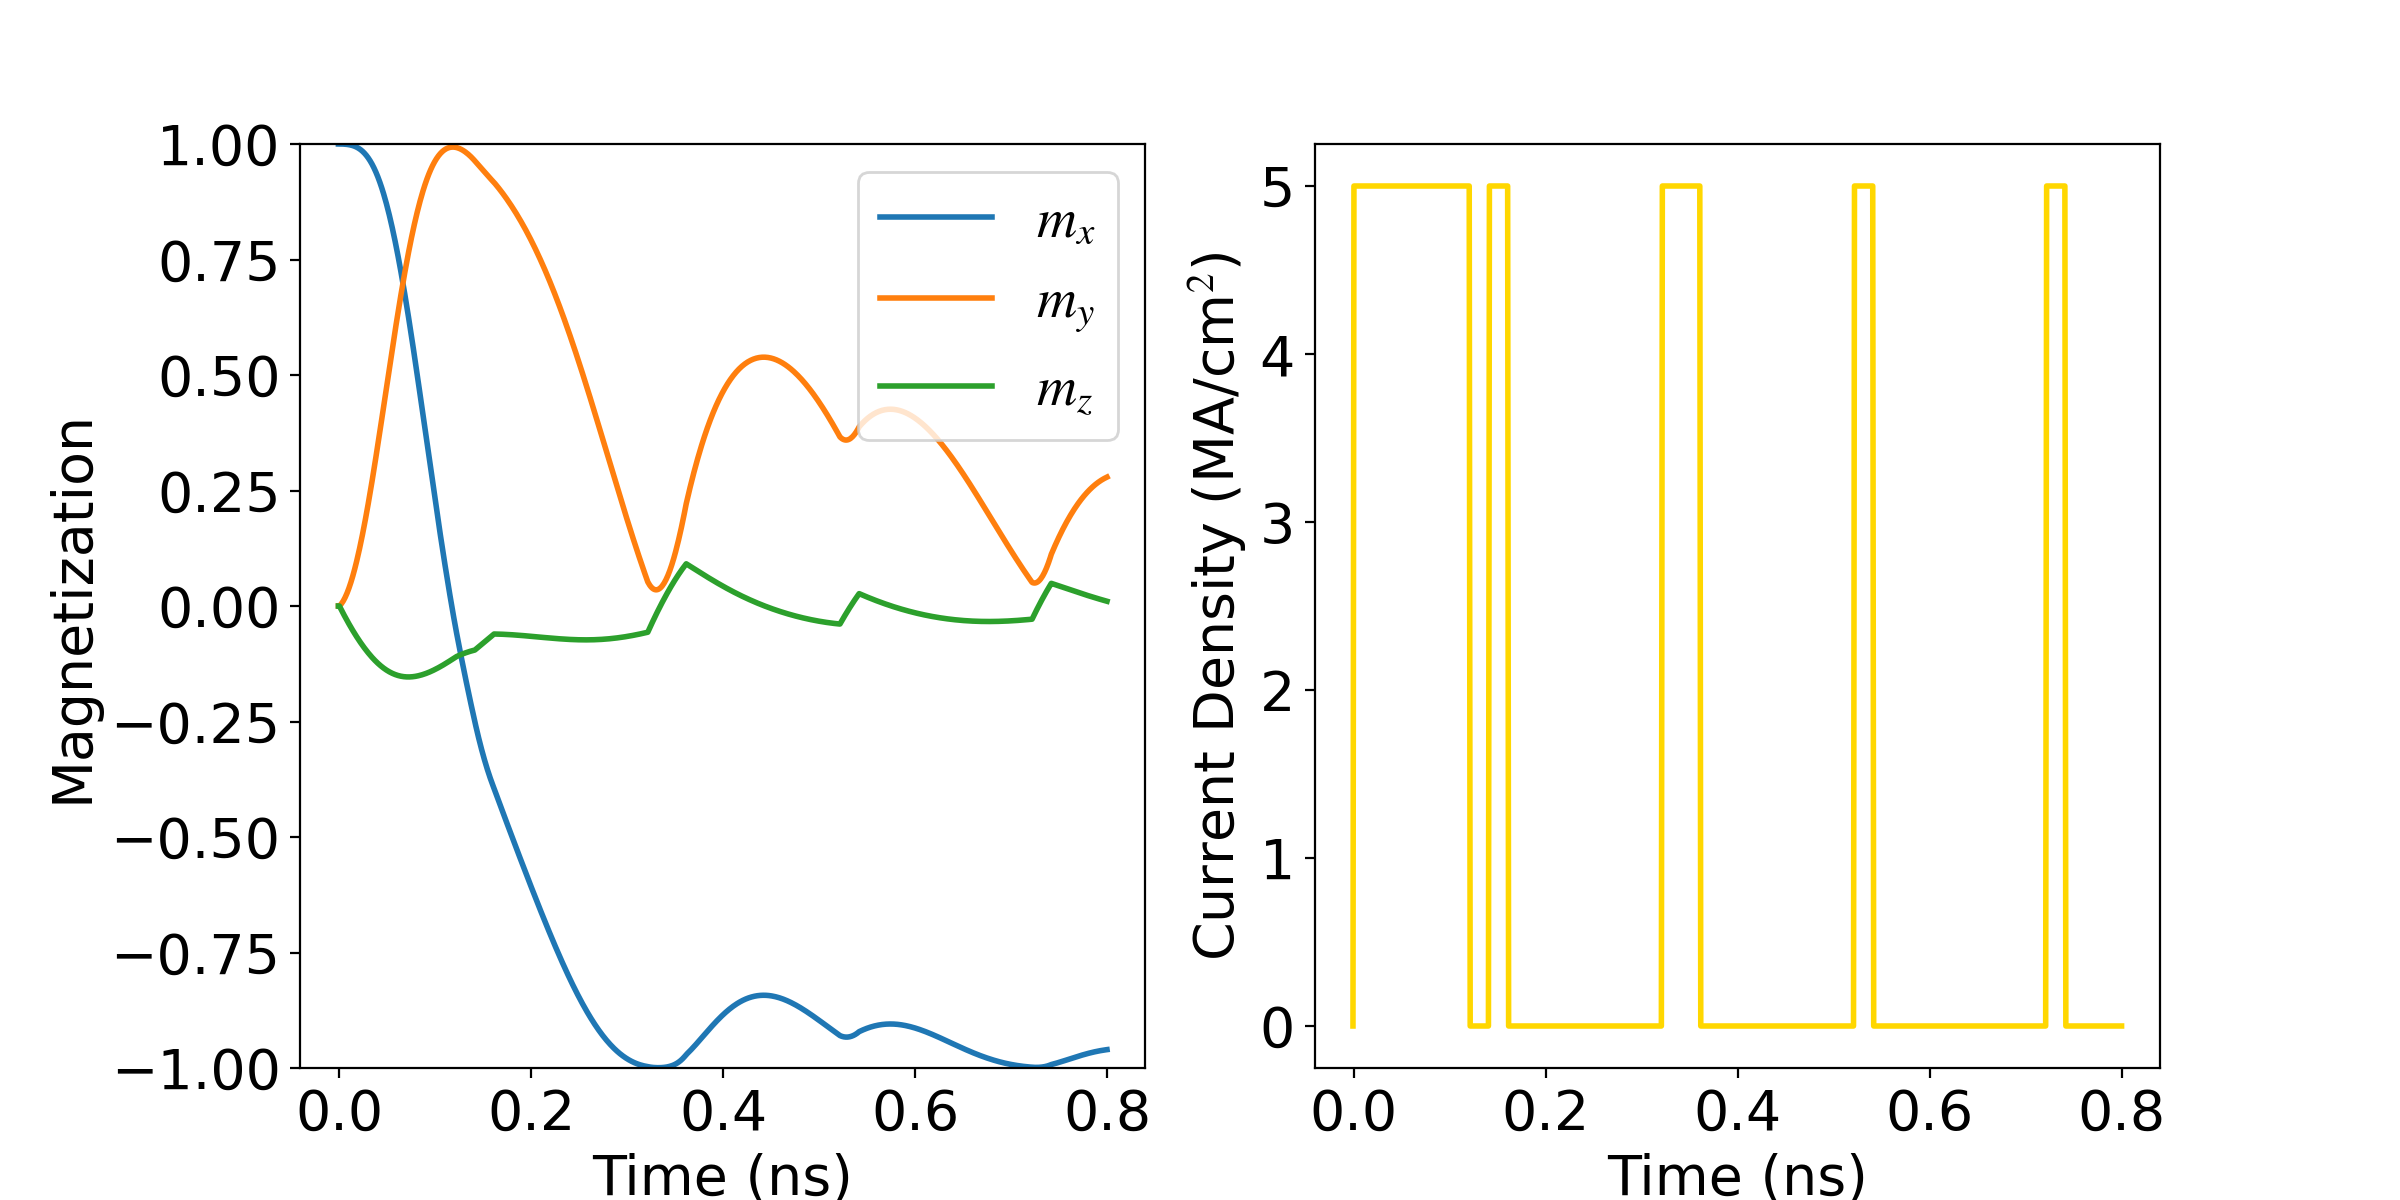 Magnetization
1.00
0.75
0.50
0.25
0.00
−0.25
−0.50
−0.75
−1.00
0.0 0.2 0.4 0.6 0.8
Time (ns)
mₓ
m_y
m_z
Current Density (MA/cm²)
5
4
3
2
1
0
0.0 0.2 0.4 0.6 0.8
Time (ns)